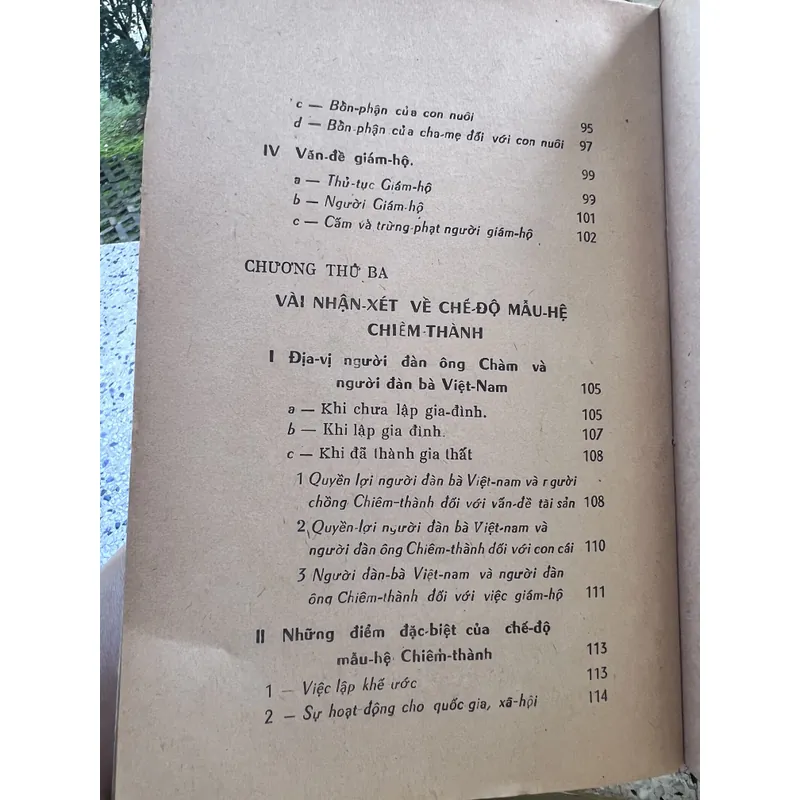 c — Bổn-phận của con nuôi 95
d — Bổn phận của cha-mẹ đối với con nuôi 97
IV Vấn-đề giám-hộ. 99
a — Thủ-tục Giám-hộ 99
b — Người Giám-hộ 101
c — Cấm và trừng-phạt người giám-hộ 102
CHƯƠNG THỨ BA
VÀI NHẬN-XÉT VỀ CHẾ-ĐỘ MẪU-HỆ
CHIÊM-THÀNH
I Địa-vị người đàn ông Chàm và
người đàn bà Việt-Nam 105
a — Khi chưa lập gia-đình. 105
b — Khi lập gia đình. 107
c — Khi đã thành gia thất 108
1 Quyền lợi người đàn bà Việt-nam và người
chồng Chiêm-thành đối với vấn-đề tài sản 108
2 Quyền-lợi người đàn bà Việt-nam và
người đàn ông Chiêm-thành đối với con cái 110
3 Người đàn-bà Việt-nam và người đàn
ông Chiêm-thành đối với việc giám-hộ 111
II Những điểm đặc-biệt của chế-độ
mẫu-hệ Chiêm-thành 113
1 — Việc lập khế ước 113
2 — Sự hoạt động cho quốc gia, xã-hội 114